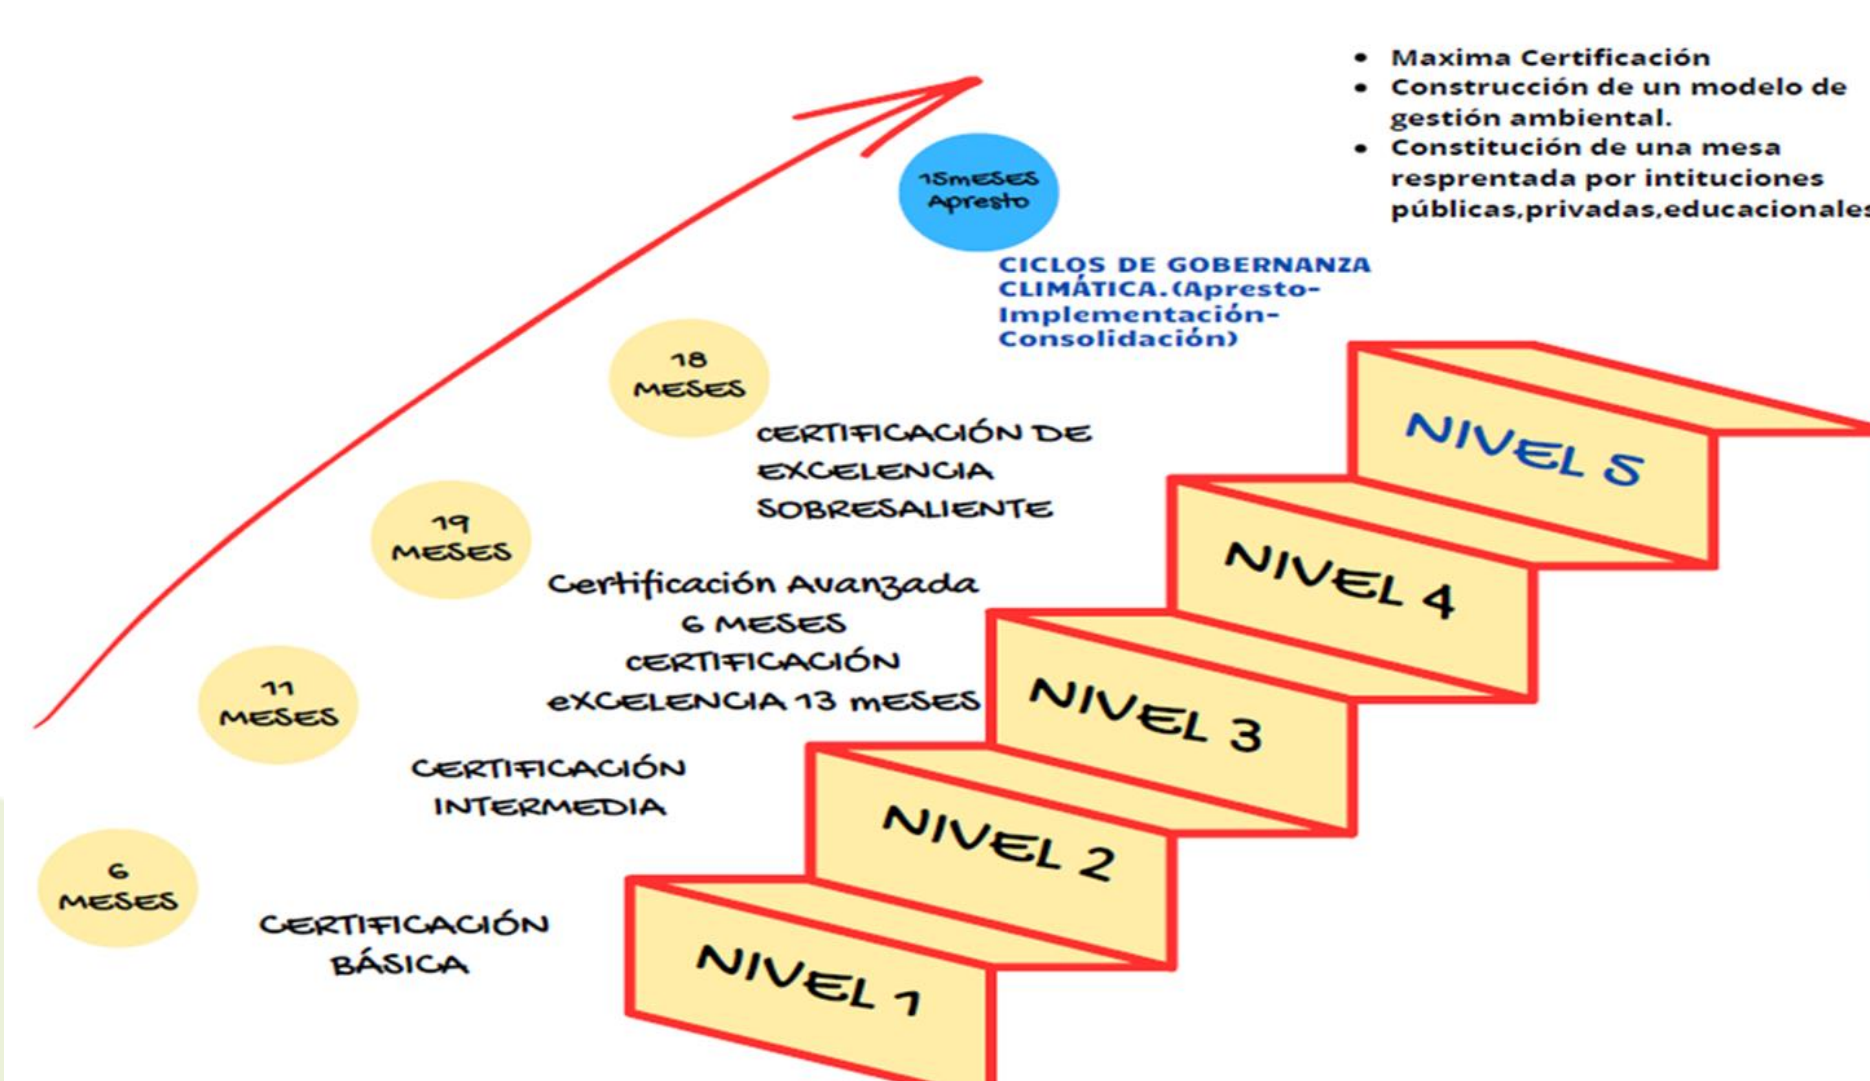 Maxima Certificación
Construcción de un modelo de
gestión ambiental.
Constitución de una mesa
resprentada por intituciones
públicas,privadas,educacionales
15mESES
Apresto
CICLOS DE GOBERNANZA
CLIMÁTICA.(Apresto-
Implementación-
Consolidación)
NIVEL 5
18
MESES
CERTIFICACIÓN DE
EXCELENCIA
SOBRESALIENTE
NIVEL 4
19
MESES
Certificación Avanzada
6 MESES
CERTIFICACIÓN
eXCELENCIA 13 mESES
NIVEL 3
11
MESES
CERTIFICACIÓN
INTERMEDIA
NIVEL 2
6
MESES
CERTIFICACIÓN
BÁSICA
NIVEL 1